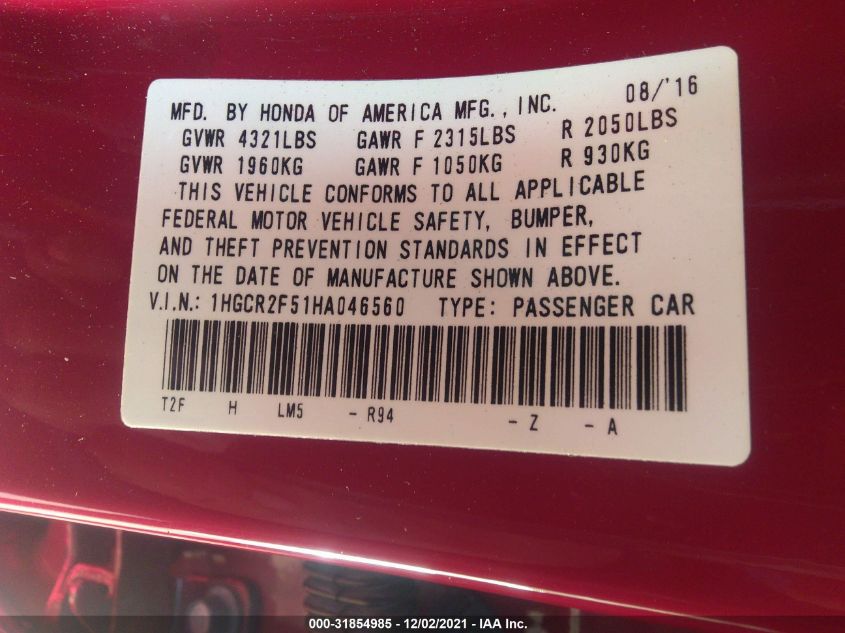 MFD. BY HONDA OF AMERICA MFG., INC. 08/'16
GVWR 4321LBS GAWR F 2315LBS R 2050LBS
GVWR 1960KG GAWR F 1050KG R 930KG
THIS VEHICLE CONFORMS TO ALL APPLICABLE
FEDERAL MOTOR VEHICLE SAFETY, BUMPER,
AND THEFT PREVENTION STANDARDS IN EFFECT
ON THE DATE OF MANUFACTURE SHOWN ABOVE.
V.I.N.: 1HGCR2F51HA046560 TYPE: PASSENGER CAR
T2F H LM5 - R94 - Z - A
000-31854985 - 12/02/2021 - IAA Inc.